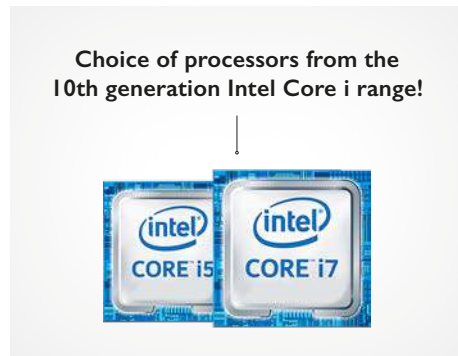 Choice of processors from the
10th generation Intel Core i range!
intel
CORE i5
intel
CORE i7